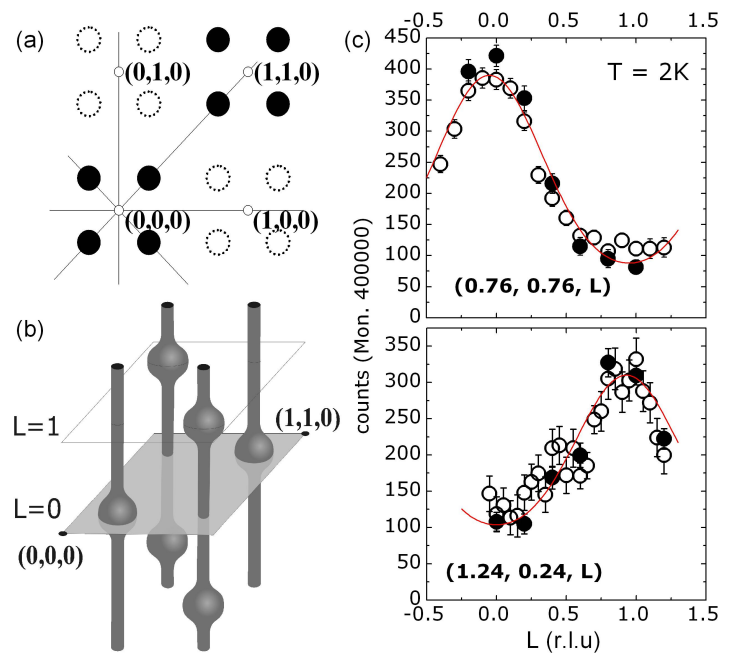 (a)
(0,1,0)
(1,1,0)
(0,0,0)
(1,0,0)
(b)
L=1
(1,1,0)
L=0
(0,0,0)
(c)
-0.5 0.0 0.5 1.0 1.5
450
400
350
300
250
200
150
100
50
0
T = 2K
(0.76, 0.76, L)
counts (Mon. 400000)
350
300
250
200
150
100
50
0
(1.24, 0.24, L)
-0.5 0.0 0.5 1.0 1.5
L (r.l.u)